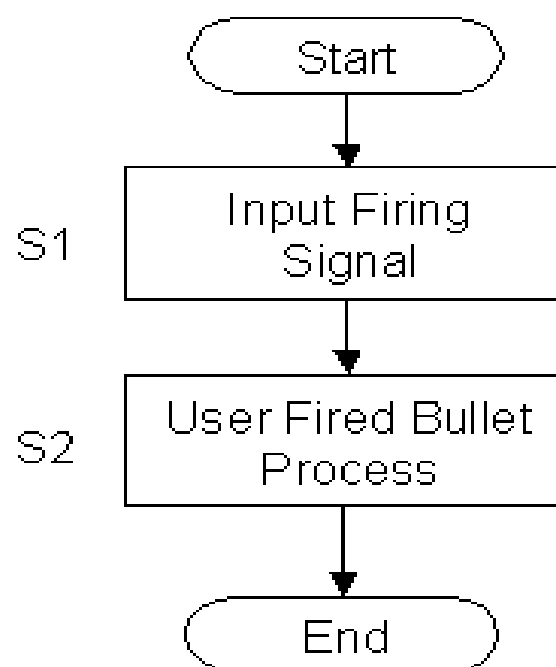 Start
S1
Input Firing
Signal
S2
User Fired Bullet
Process
End